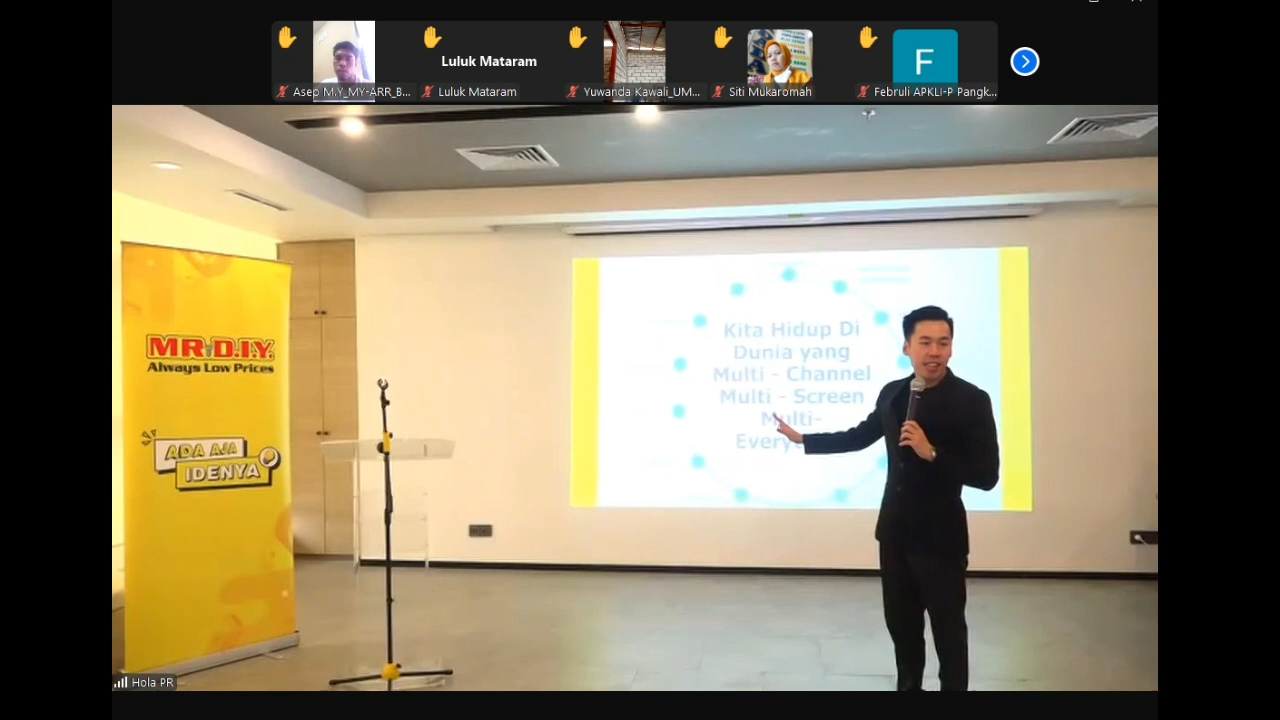 Luluk Mataram
Asep M.Y_MY-ARR_B...
Luluk Mataram
Yuwanda Kawali_UM...
Siti Mukaromah
F
Februli APKLI-P Pangk...
MR.D.I.Y.
Always Low Prices
ADA AJA
IDENYA
Kita Hidup Di
Dunia yang
Multi - Channel
Multi - Screen
Multi-
Hola PR